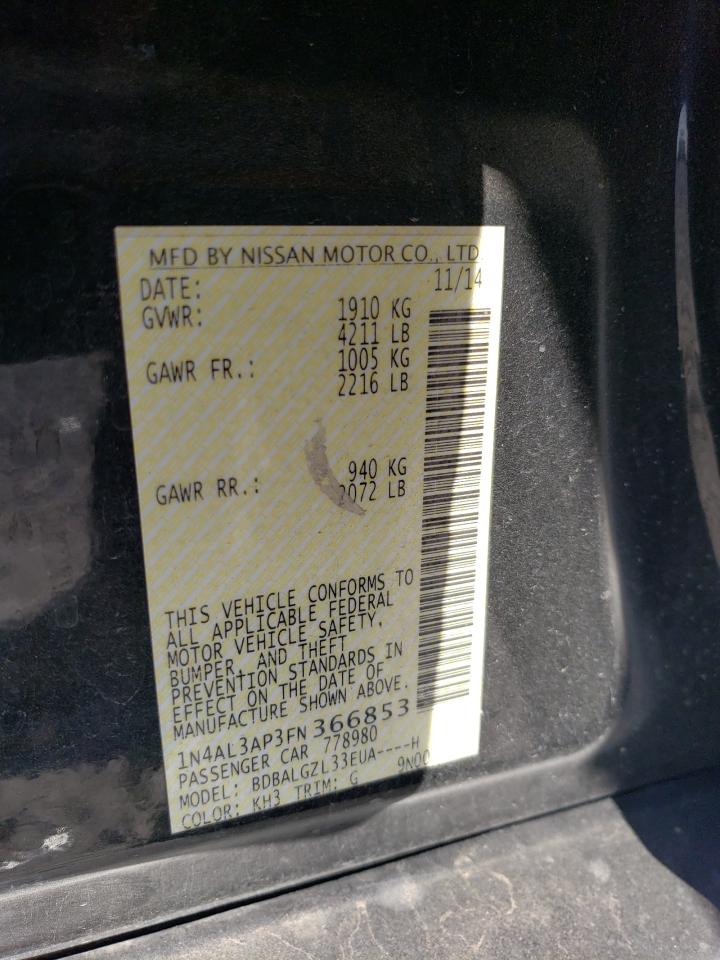 MFD BY NISSAN MOTOR CO., LTD.
DATE: 11/14
GVWR: 1910 KG
4211 LB
GAWR FR.: 1005 KG
2216 LB
GAWR RR.: 940 KG
2072 LB
THIS VEHICLE CONFORMS TO
ALL APPLICABLE FEDERAL
MOTOR VEHICLE SAFETY,
BUMPER, AND THEFT
PREVENTION STANDARDS IN
EFFECT ON THE DATE OF
MANUFACTURE SHOWN ABOVE.
1N4AL3AP3FN366853
PASSENGER CAR 778980
MODEL: BDBALGZL33EUA----H
COLOR: KH3 TRIM: G